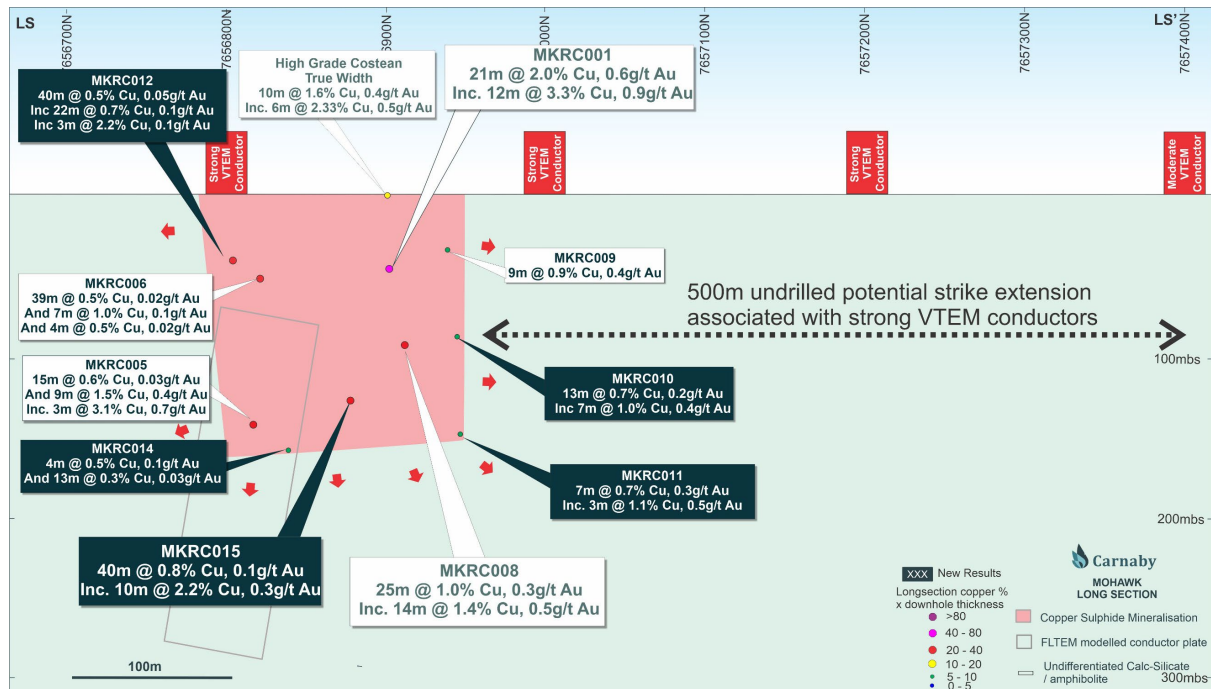 LS
LS'
7656700N
7656800N
6900N
000N
7657100N
7657200N
7657300N
7657400N
MKRC012
40m @ 0.5% Cu, 0.05g/t Au
Inc 22m @ 0.7% Cu, 0.1g/t Au
Inc 3m @ 2.2% Cu, 0.1g/t Au
High Grade Costean
True Width
10m @ 1.6% Cu, 0.4g/t Au
Inc. 6m @ 2.33% Cu, 0.5g/t Au
MKRC001
21m @ 2.0% Cu, 0.6g/t Au
Inc. 12m @ 3.3% Cu, 0.9g/t Au
Strong
VTEM
Conductor
Strong
VTEM
Conductor
Strong
VTEM
Conductor
Moderate
VTEM
Conductor
MKRC009
9m @ 0.9% Cu, 0.4g/t Au
MKRC006
39m @ 0.5% Cu, 0.02g/t Au
And 7m @ 1.0% Cu, 0.1g/t Au
And 4m @ 0.5% Cu, 0.02g/t Au
500m undrilled potential strike extension
associated with strong VTEM conductors
100mbs
MKRC005
15m @ 0.6% Cu, 0.03g/t Au
And 9m @ 1.5% Cu, 0.4g/t Au
Inc. 3m @ 3.1% Cu, 0.7g/t Au
MKRC010
13m @ 0.7% Cu, 0.2g/t Au
Inc 7m @ 1.0% Cu, 0.4g/t Au
MKRC014
4m @ 0.5% Cu, 0.1g/t Au
And 13m @ 0.3% Cu, 0.03g/t Au
MKRC011
7m @ 0.7% Cu, 0.3g/t Au
Inc. 3m @ 1.1% Cu, 0.5g/t Au
200mbs
MKRC015
40m @ 0.8% Cu, 0.1g/t Au
Inc. 10m @ 2.2% Cu, 0.3g/t Au
MKRC008
25m @ 1.0% Cu, 0.3g/t Au
Inc. 14m @ 1.4% Cu, 0.5g/t Au
XXX New Results
Longsection copper %
x downhole thickness
>80
40 - 80
20 - 40
10 - 20
5 - 10
0 - 5
Carnaby
MOHAWK
LONG SECTION
Copper Sulphide Mineralisation
FLTEM modelled conductor plate
Undifferentiated Calc-Silicate
/ amphibolite
300mbs
100m